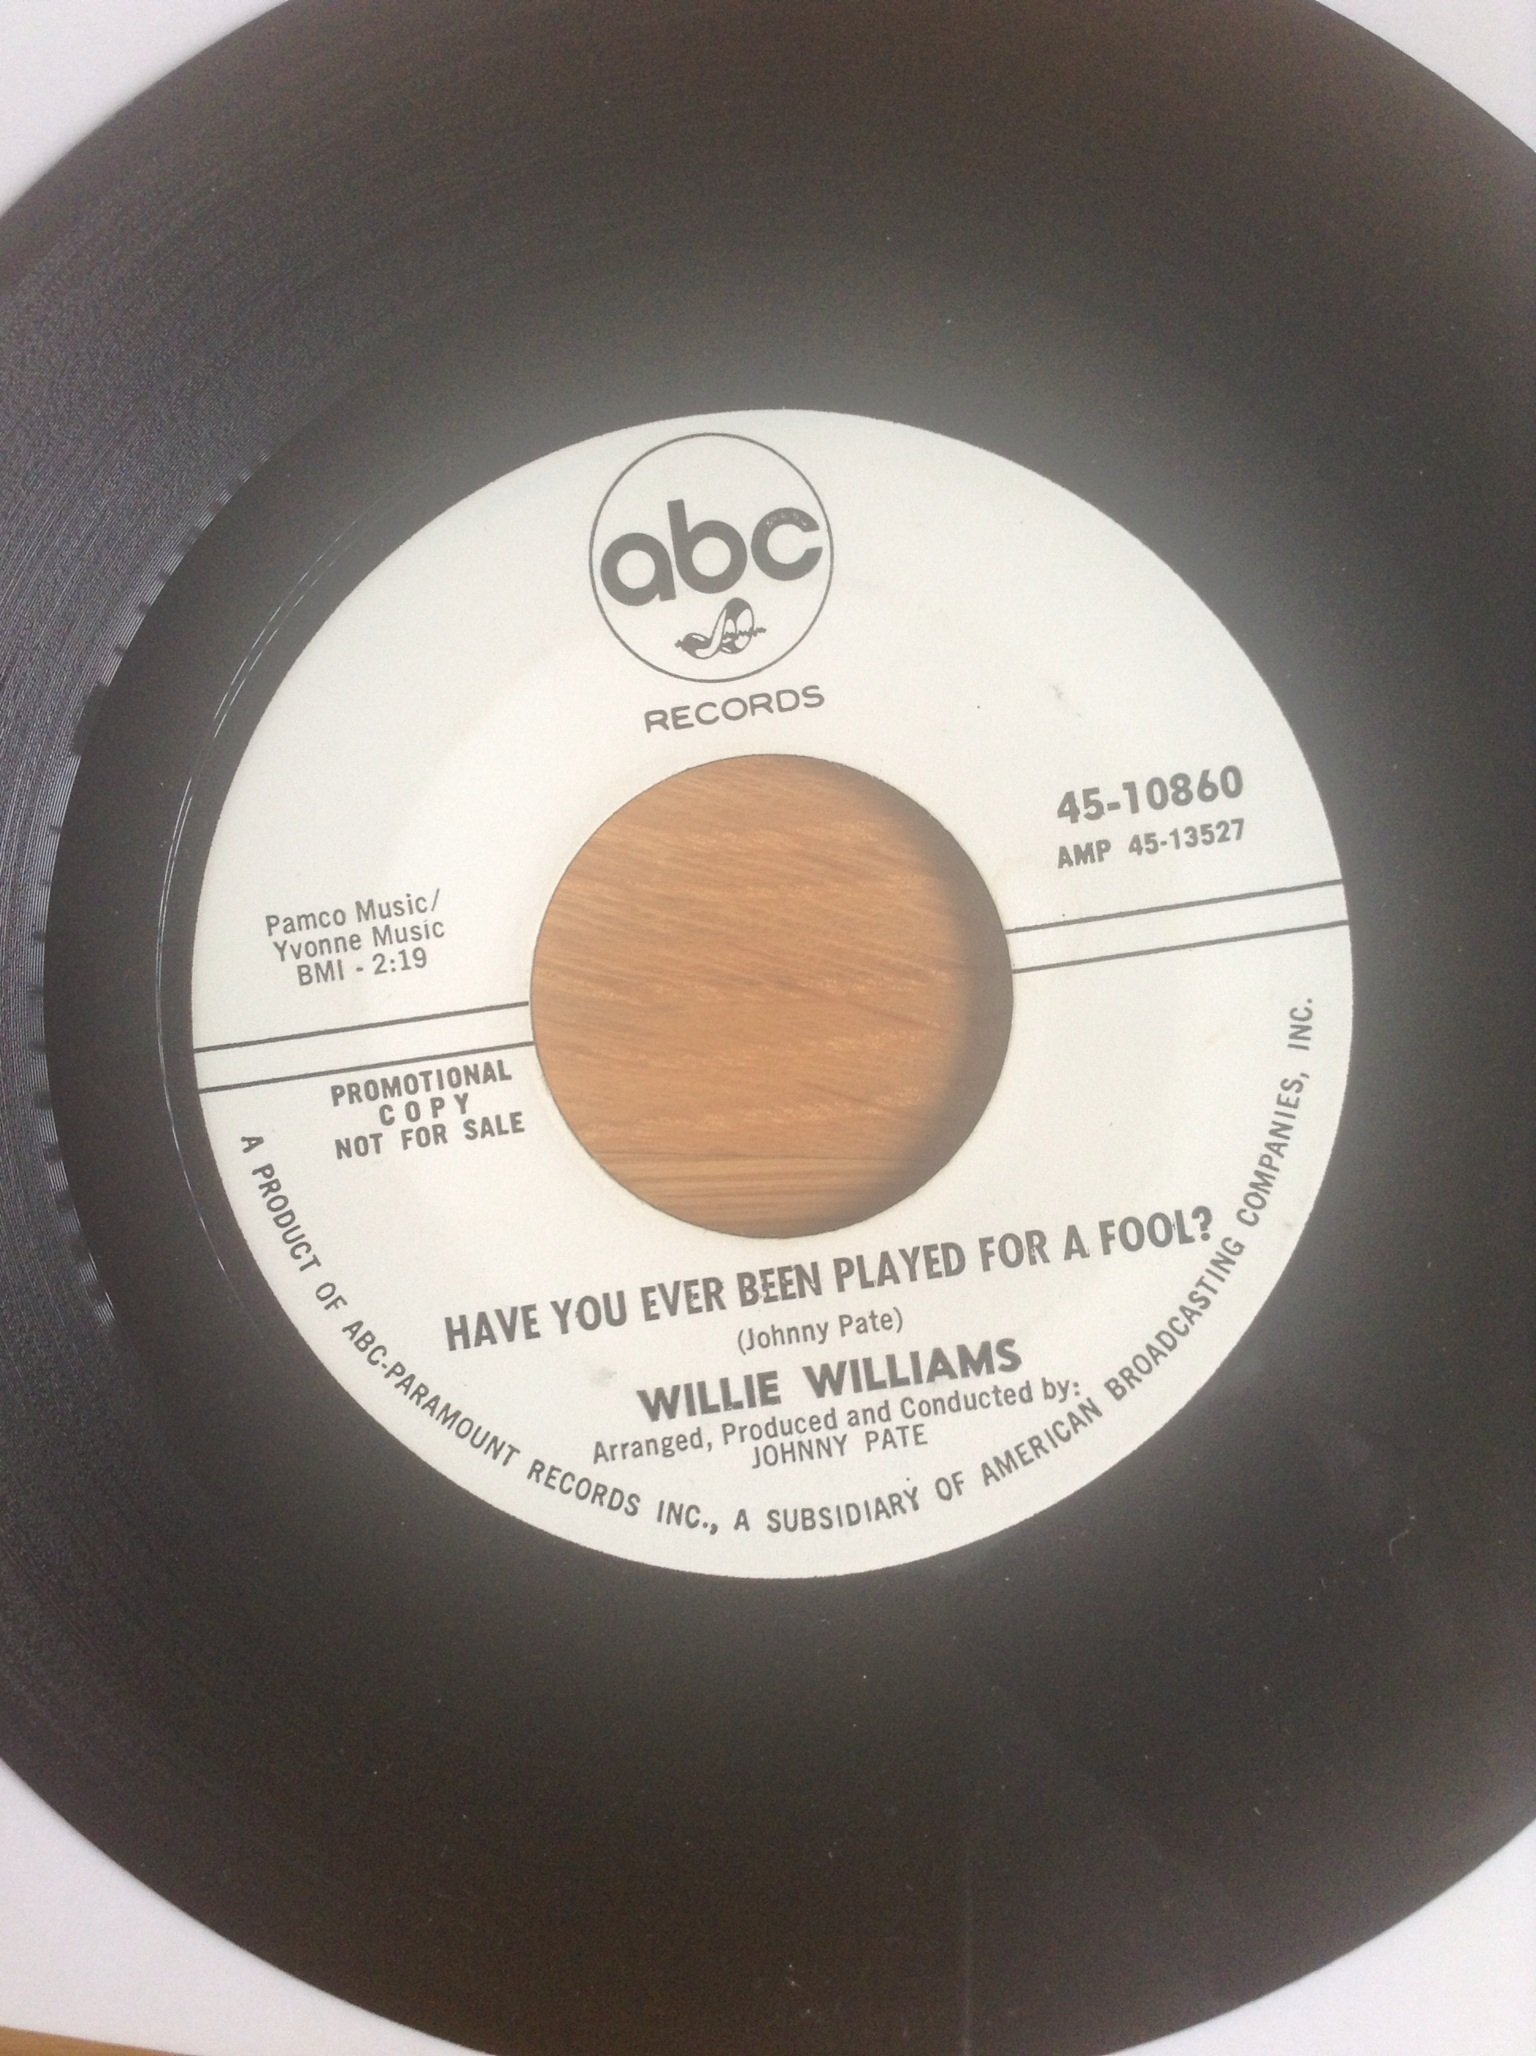 abc
RECORDS
45-10860
AMP 45-13527
Pamco Music/
Yvonne Music
BMI - 2:19
PROMOTIONAL
COPY
NOT FOR SALE
HAVE YOU EVER BEEN PLAYED FOR A FOOL?
(Johnny Pate)
WILLIE WILLIAMS
Arranged, Produced and Conducted by:
JOHNNY PATE
A PRODUCT OF ABC-PARAMOUNT RECORDS INC., A SUBSIDIARY OF AMERICAN BROADCASTING COMPANIES, INC.